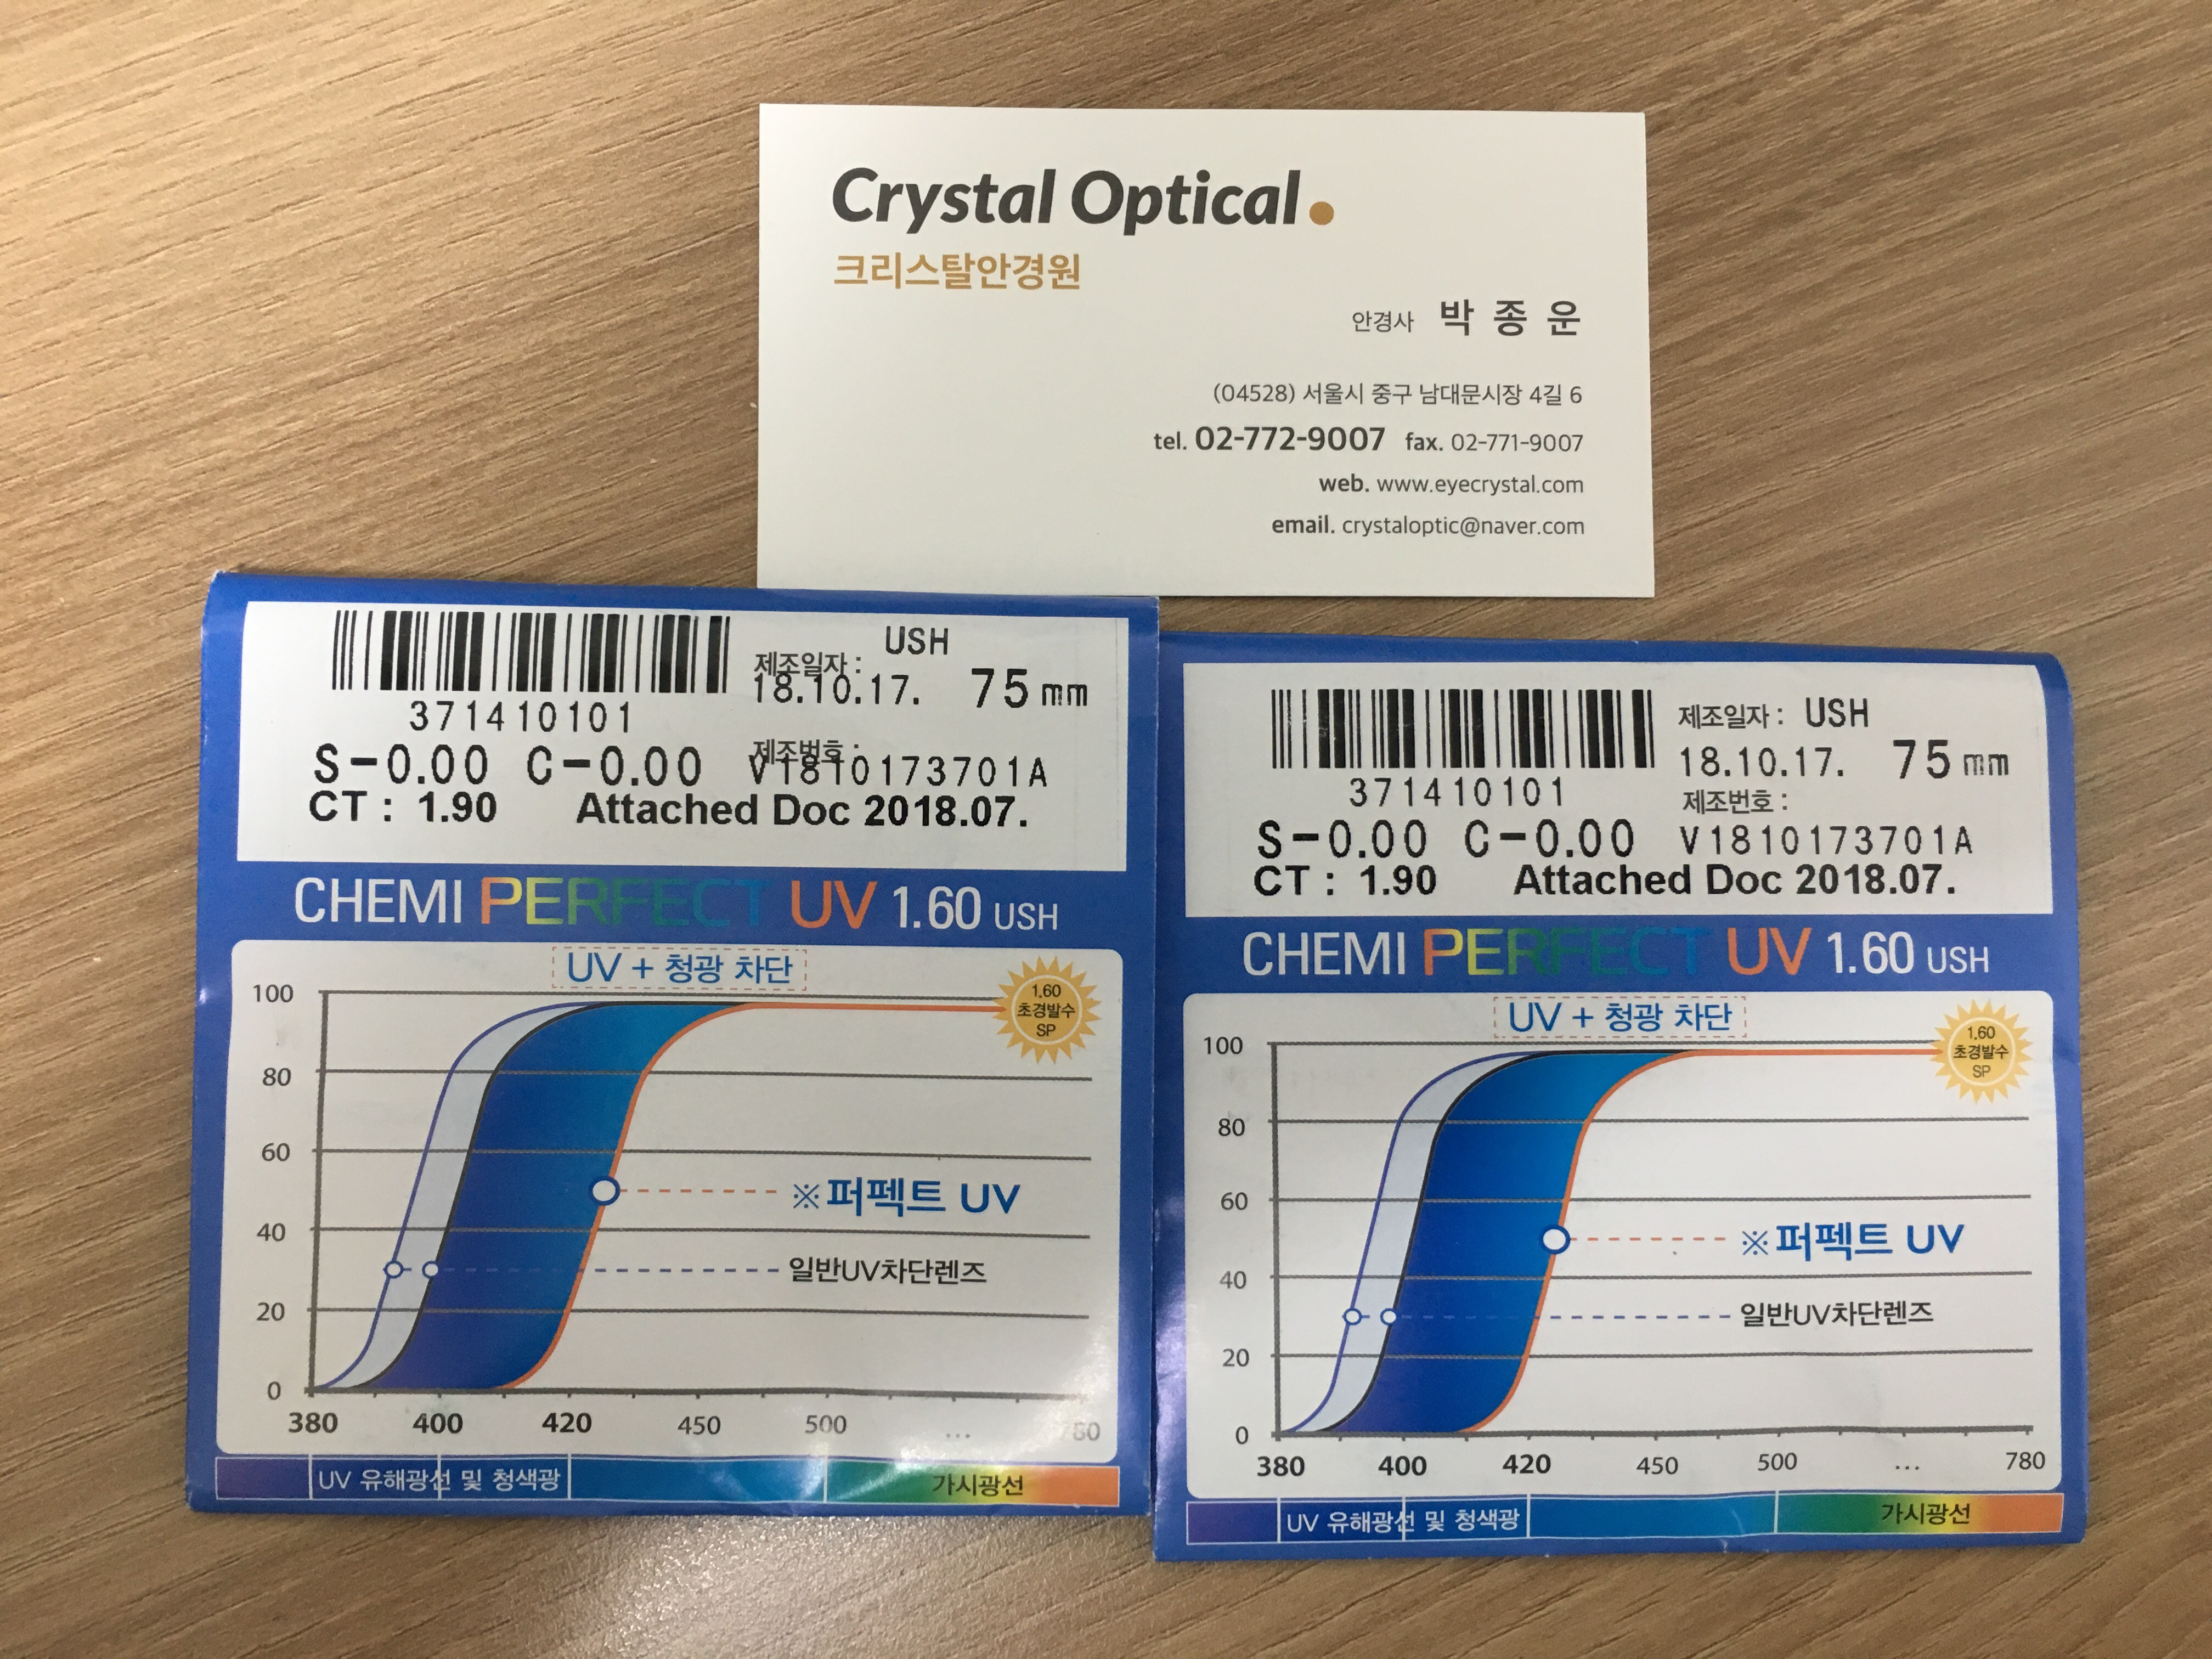 Crystal Optical
크리스탈안경원
안경사 박 종 운
(04528) 서울시 중구 남대문시장 4길 6
tel. 02-772-9007 fax. 02-771-9007
web. www.eyecrystal.com
email. crystaloptic@naver.com
USH
제조일자 :
18.10.17. 75 mm
371410101
제조번호 :
S-0.00 C-0.00 V1810173701A
CT : 1.90 Attached Doc 2018.07.
CHEMI PERFECT UV 1.60 USH
UV + 청광 차단
1.60
초경발수
SP
100
80
60
※퍼펙트 UV
40
일반UV차단렌즈
20
0
380 400 420 450 500 ... 780
UV 유해광선 및 청색광 가시광선
제조일자 : USH
18.10.17. 75 mm
371410101
제조번호 :
S-0.00 C-0.00 V1810173701A
CT : 1.90 Attached Doc 2018.07.
CHEMI PERFECT UV 1.60 USH
UV + 청광 차단
1.60
초경발수
SP
100
80
60
※퍼펙트 UV
40
일반UV차단렌즈
20
0
380 400 420 450 500 ... 780
UV 유해광선 및 청색광 가시광선